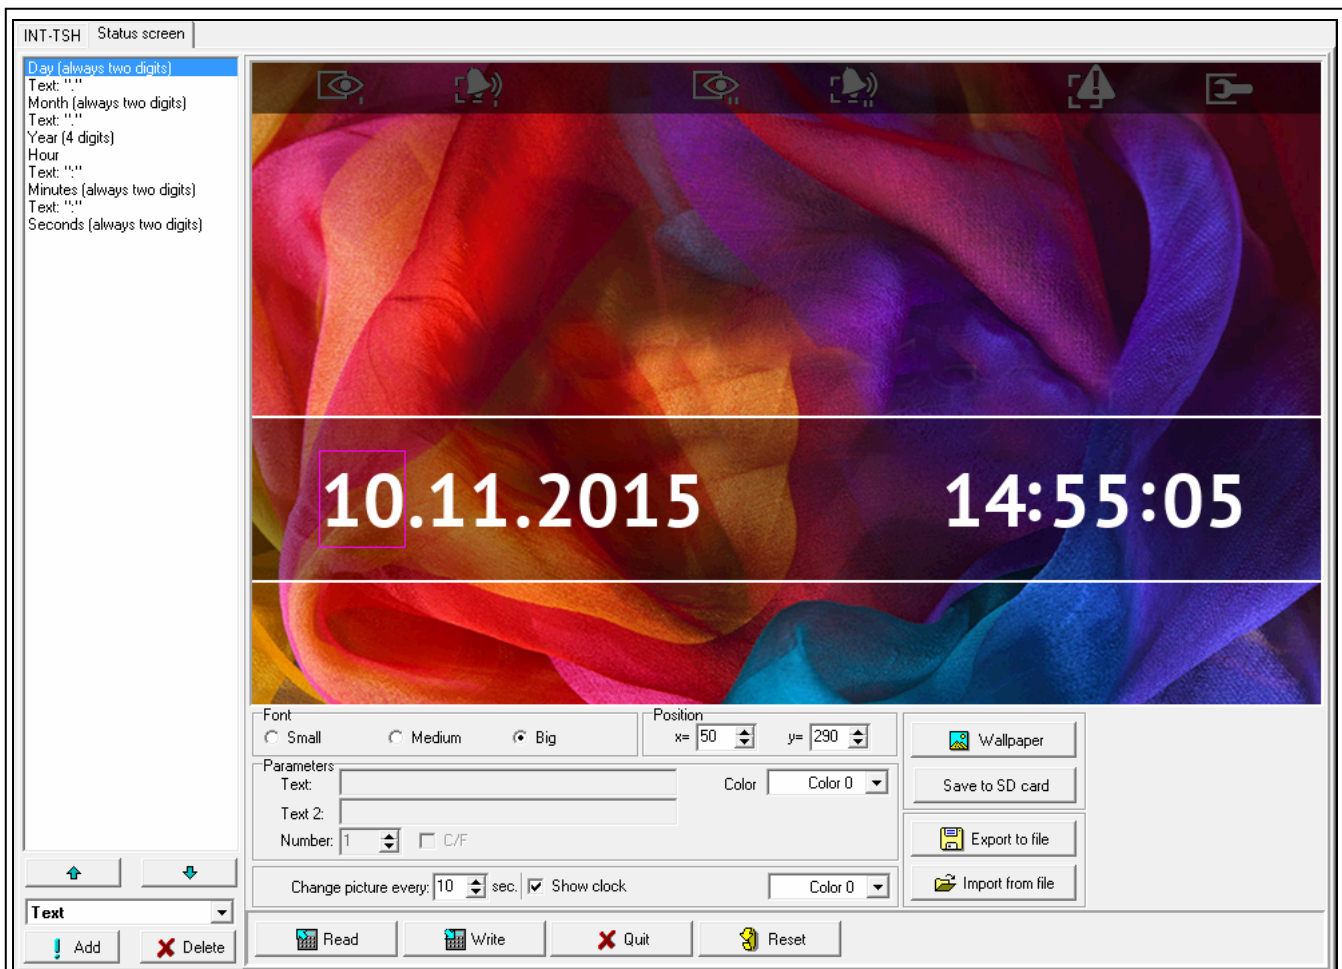 INT-TSH Status screen
Day (always two digits)
Text: "."
Month (always two digits)
Text: "."
Year (4 digits)
Hour
Text: ":"
Minutes (always two digits)
Text: ":"
Seconds (always two digits)
10.11.2015 14:55:05
Font
Small Medium Big
Position
x= 50 y= 290
Wallpaper
Parameters
Text:
Color Color 0
Save to SD card
Text 2:
Number: 1 C/F
Export to file
Change picture every: 10 sec. Show clock Color 0
Import from file
Text
Add Delete
Read Write Quit Reset